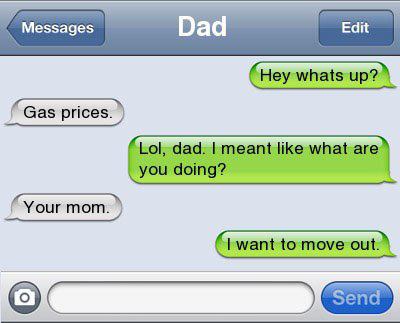 Messages
Dad
Edit
Hey whats up?
Gas prices.
Lol, dad. I meant like what are
you doing?
Your mom.
I want to move out.
Send